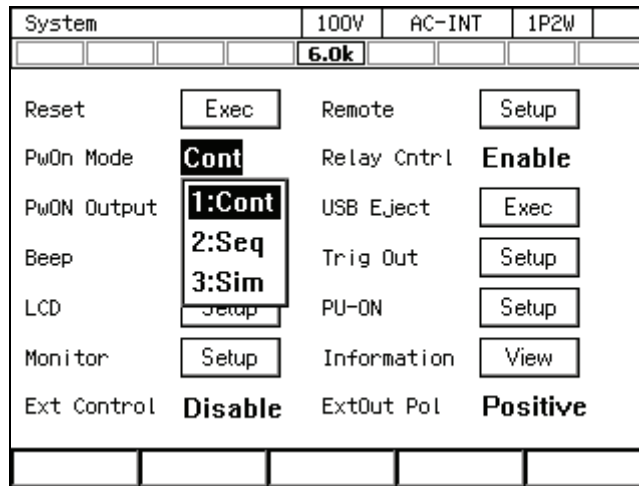 System 100V AC-INT 1P2W
6.0k
Reset Exec Remote Setup
PwOn Mode Cont Relay Cntrl Enable
PwON Output 1:Cont USB Eject Exec
2:Seq
Beep Trig Out Setup
3:Sim
LCD Setup PU-ON Setup
Monitor Setup Information View
Ext Control Disable ExtOut Pol Positive